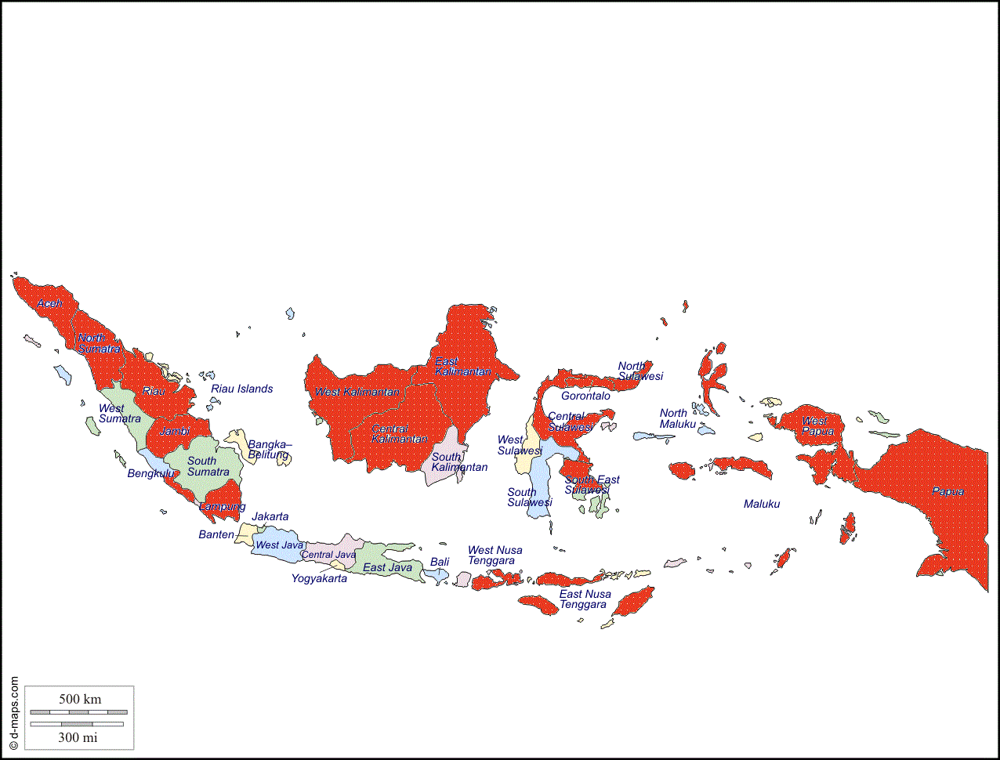 Aceh
North
Sumatra
Riau
Riau Islands
West
Sumatra
Jambi
Bengkulu
South
Sumatra
Bangka–
Belitung
Lampung
Jakarta
Banten
West Java
Central Java
Yogyakarta
East Java
Bali
West Kalimantan
Central
Kalimantan
East
Kalimantan
South
Kalimantan
North
Sulawesi
Gorontalo
Central
Sulawesi
West
Sulawesi
South
Sulawesi
South East
Sulawesi
West Nusa
Tenggara
East Nusa
Tenggara
North
Maluku
Maluku
West
Papua
Papua
500 km
300 mi
© d-maps.com